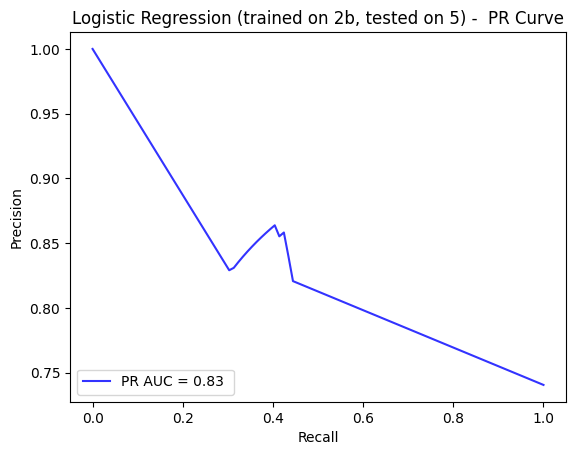 Logistic Regression (trained on 2b, tested on 5) -  PR Curve
1.00
0.95
0.90
0.85
0.80
0.75
Precision
PR AUC = 0.83
0.0 0.2 0.4 0.6 0.8 1.0
Recall